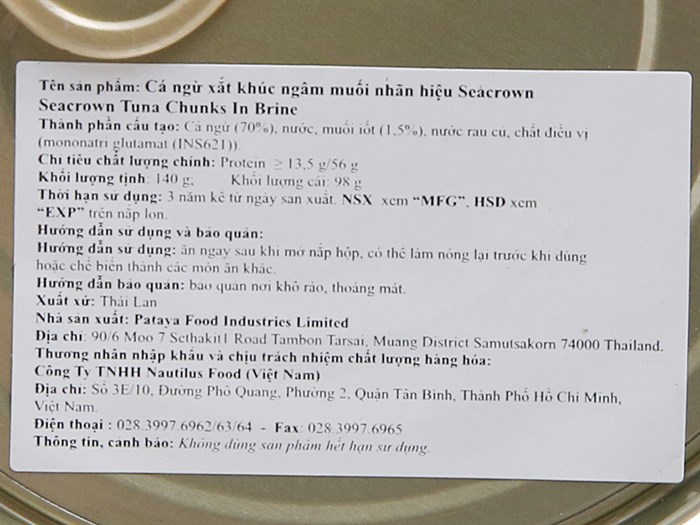 Tên sản phẩm: Cá ngừ xắt khúc ngâm muối nhãn hiệu Seacrown
Seacrown Tuna Chunks In Brine
Thành phần cấu tạo: Cá ngừ (70%), nước, muối iốt (1,5%), nước rau củ, chất điều vị
(mononatri glutamat (INS621)).
Chỉ tiêu chất lượng chính: Protein ≥ 13,5 g/56 g
Khối lượng tịnh: 140 g; Khối lượng cái: 98 g
Thời hạn sử dụng: 3 năm kể từ ngày sản xuất. NSX xem “MFG”, HSD xem
“EXP” trên nắp lon.
Hướng dẫn sử dụng và bảo quản:
Hướng dẫn sử dụng: ăn ngay sau khi mở nắp hộp, có thể làm nóng lại trước khi dùng
hoặc chế biến thành các món ăn khác.
Hướng dẫn bảo quản: bảo quản nơi khô ráo, thoáng mát.
Xuất xứ: Thái Lan
Nhà sản xuất: Pataya Food Industries Limited
Địa chỉ: 90/6 Moo 7 Sethakit1 Road Tambon Tarsai, Muang District Samutsakorn 74000 Thailand.
Thương nhân nhập khẩu và chịu trách nhiệm chất lượng hàng hóa:
Công Ty TNHH Nautilus Food (Việt Nam)
Địa chỉ: Số 3E/10, Đường Phổ Quang, Phường 2, Quận Tân Bình, Thành Phố Hồ Chí Minh,
Việt Nam.
Điện thoại : 028.3997.6962/63/64 - Fax: 028.3997.6965
Thông tin, cảnh báo: Không dùng sản phẩm hết hạn sử dụng.